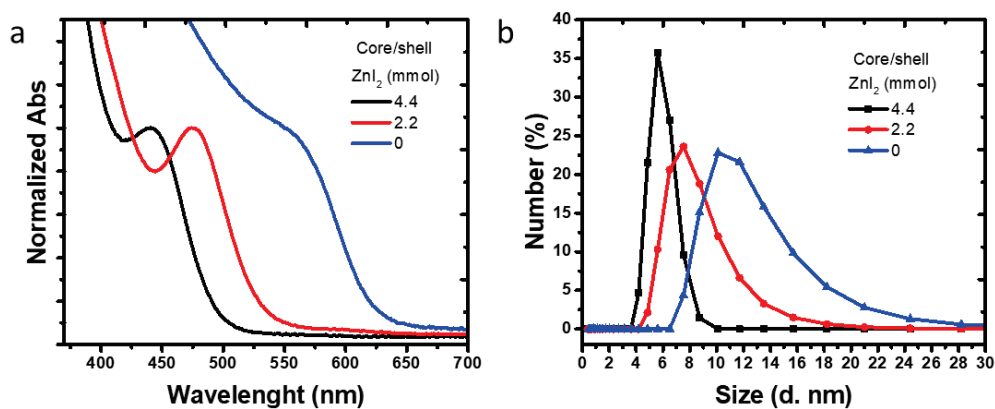 a
Normalized Abs
Core/shell
ZnI₂ (mmol)
4.4
2.2
0
400 450 500 550 600 650 700
Wavelenght (nm)
b
Number (%)
40
35
30
25
20
15
10
5
0
Core/shell
ZnI₂ (mmol)
4.4
2.2
0
0 2 4 6 8 10 12 14 16 18 20 22 24 26 28 30
Size (d. nm)